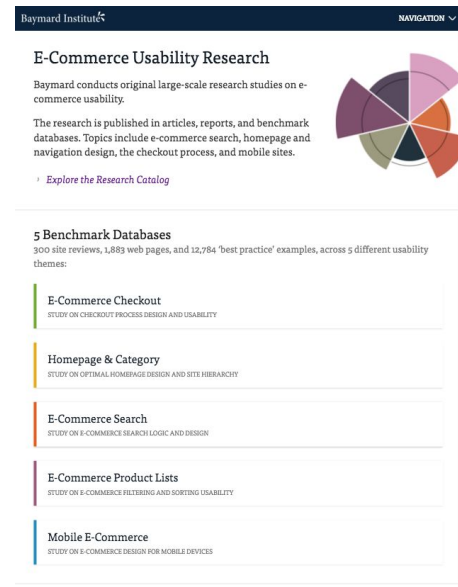 Baymard Institute
NAVIGATION
E-Commerce Usability Research
Baymard conducts original large-scale research studies on e-
commerce usability.
The research is published in articles, reports, and benchmark
databases. Topics include e-commerce search, homepage and
navigation design, the checkout process, and mobile sites.
Explore the Research Catalog
5 Benchmark Databases
300 site reviews, 1,883 web pages, and 12,784 ‘best practice’ examples, across 5 different usability
themes:
E-Commerce Checkout
STUDY ON CHECKOUT PROCESS DESIGN AND USABILITY
Homepage & Category
STUDY ON OPTIMAL HOMEPAGE DESIGN AND SITE HIERARCHY
E-Commerce Search
STUDY ON E-COMMERCE SEARCH LOGIC AND DESIGN
E-Commerce Product Lists
STUDY ON E-COMMERCE FILTERING AND SORTING USABILITY
Mobile E-Commerce
STUDY ON E-COMMERCE DESIGN FOR MOBILE DEVICES